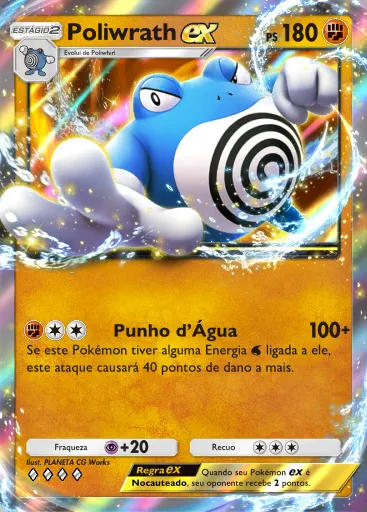 ESTÁGIO 2
Poliwrath ex
PS 180
Evolui de Poliwhirl
Punho d'Água 100+
Se este Pokémon tiver alguma Energia ligada a ele,
este ataque causará 40 pontos de dano a mais.
Fraqueza +20
Recuo
Ilust. PLANETA CG Works
Regra ex
Quando seu Pokémon ex é
Nocauteado, seu oponente recebe 2 pontos.